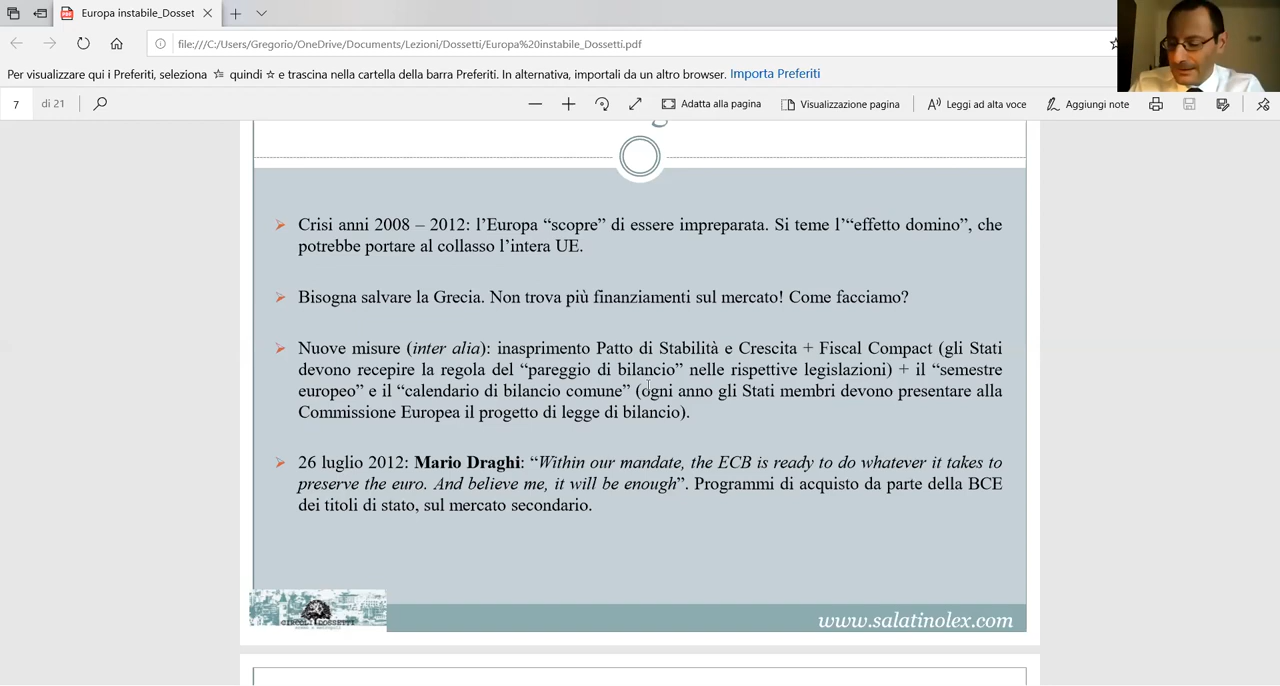 Europa instabile_Dosset
file:///C:/Users/Gregorio/OneDrive/Documents/Lezioni/Dossetti/Europa%20instabile_Dossetti.pdf
Per visualizzare qui i Preferiti, seleziona quindi e trascina nella cartella della barra Preferiti. In alternativa, importali da un altro browser. Importa Preferiti
7 di 21 Adatta alla pagina Visualizzazione pagina Leggi ad alta voce Aggiungi note
Crisi anni 2008 – 2012: l’Europa “scopre” di essere impreparata. Si teme l’“effetto domino”, che
potrebbe portare al collasso l’intera UE.
Bisogna salvare la Grecia. Non trova più finanziamenti sul mercato! Come facciamo?
Nuove misure (inter alia): inasprimento Patto di Stabilità e Crescita + Fiscal Compact (gli Stati
devono recepire la regola del “pareggio di bilancio” nelle rispettive legislazioni) + il “semestre
europeo” e il “calendario di bilancio comune” (ogni anno gli Stati membri devono presentare alla
Commissione Europea il progetto di legge di bilancio).
26 luglio 2012: Mario Draghi: “Within our mandate, the ECB is ready to do whatever it takes to
preserve the euro. And believe me, it will be enough”. Programmi di acquisto da parte della BCE
dei titoli di stato, sul mercato secondario.
CIRCOLI DOSSETTI
www.salatinolex.com